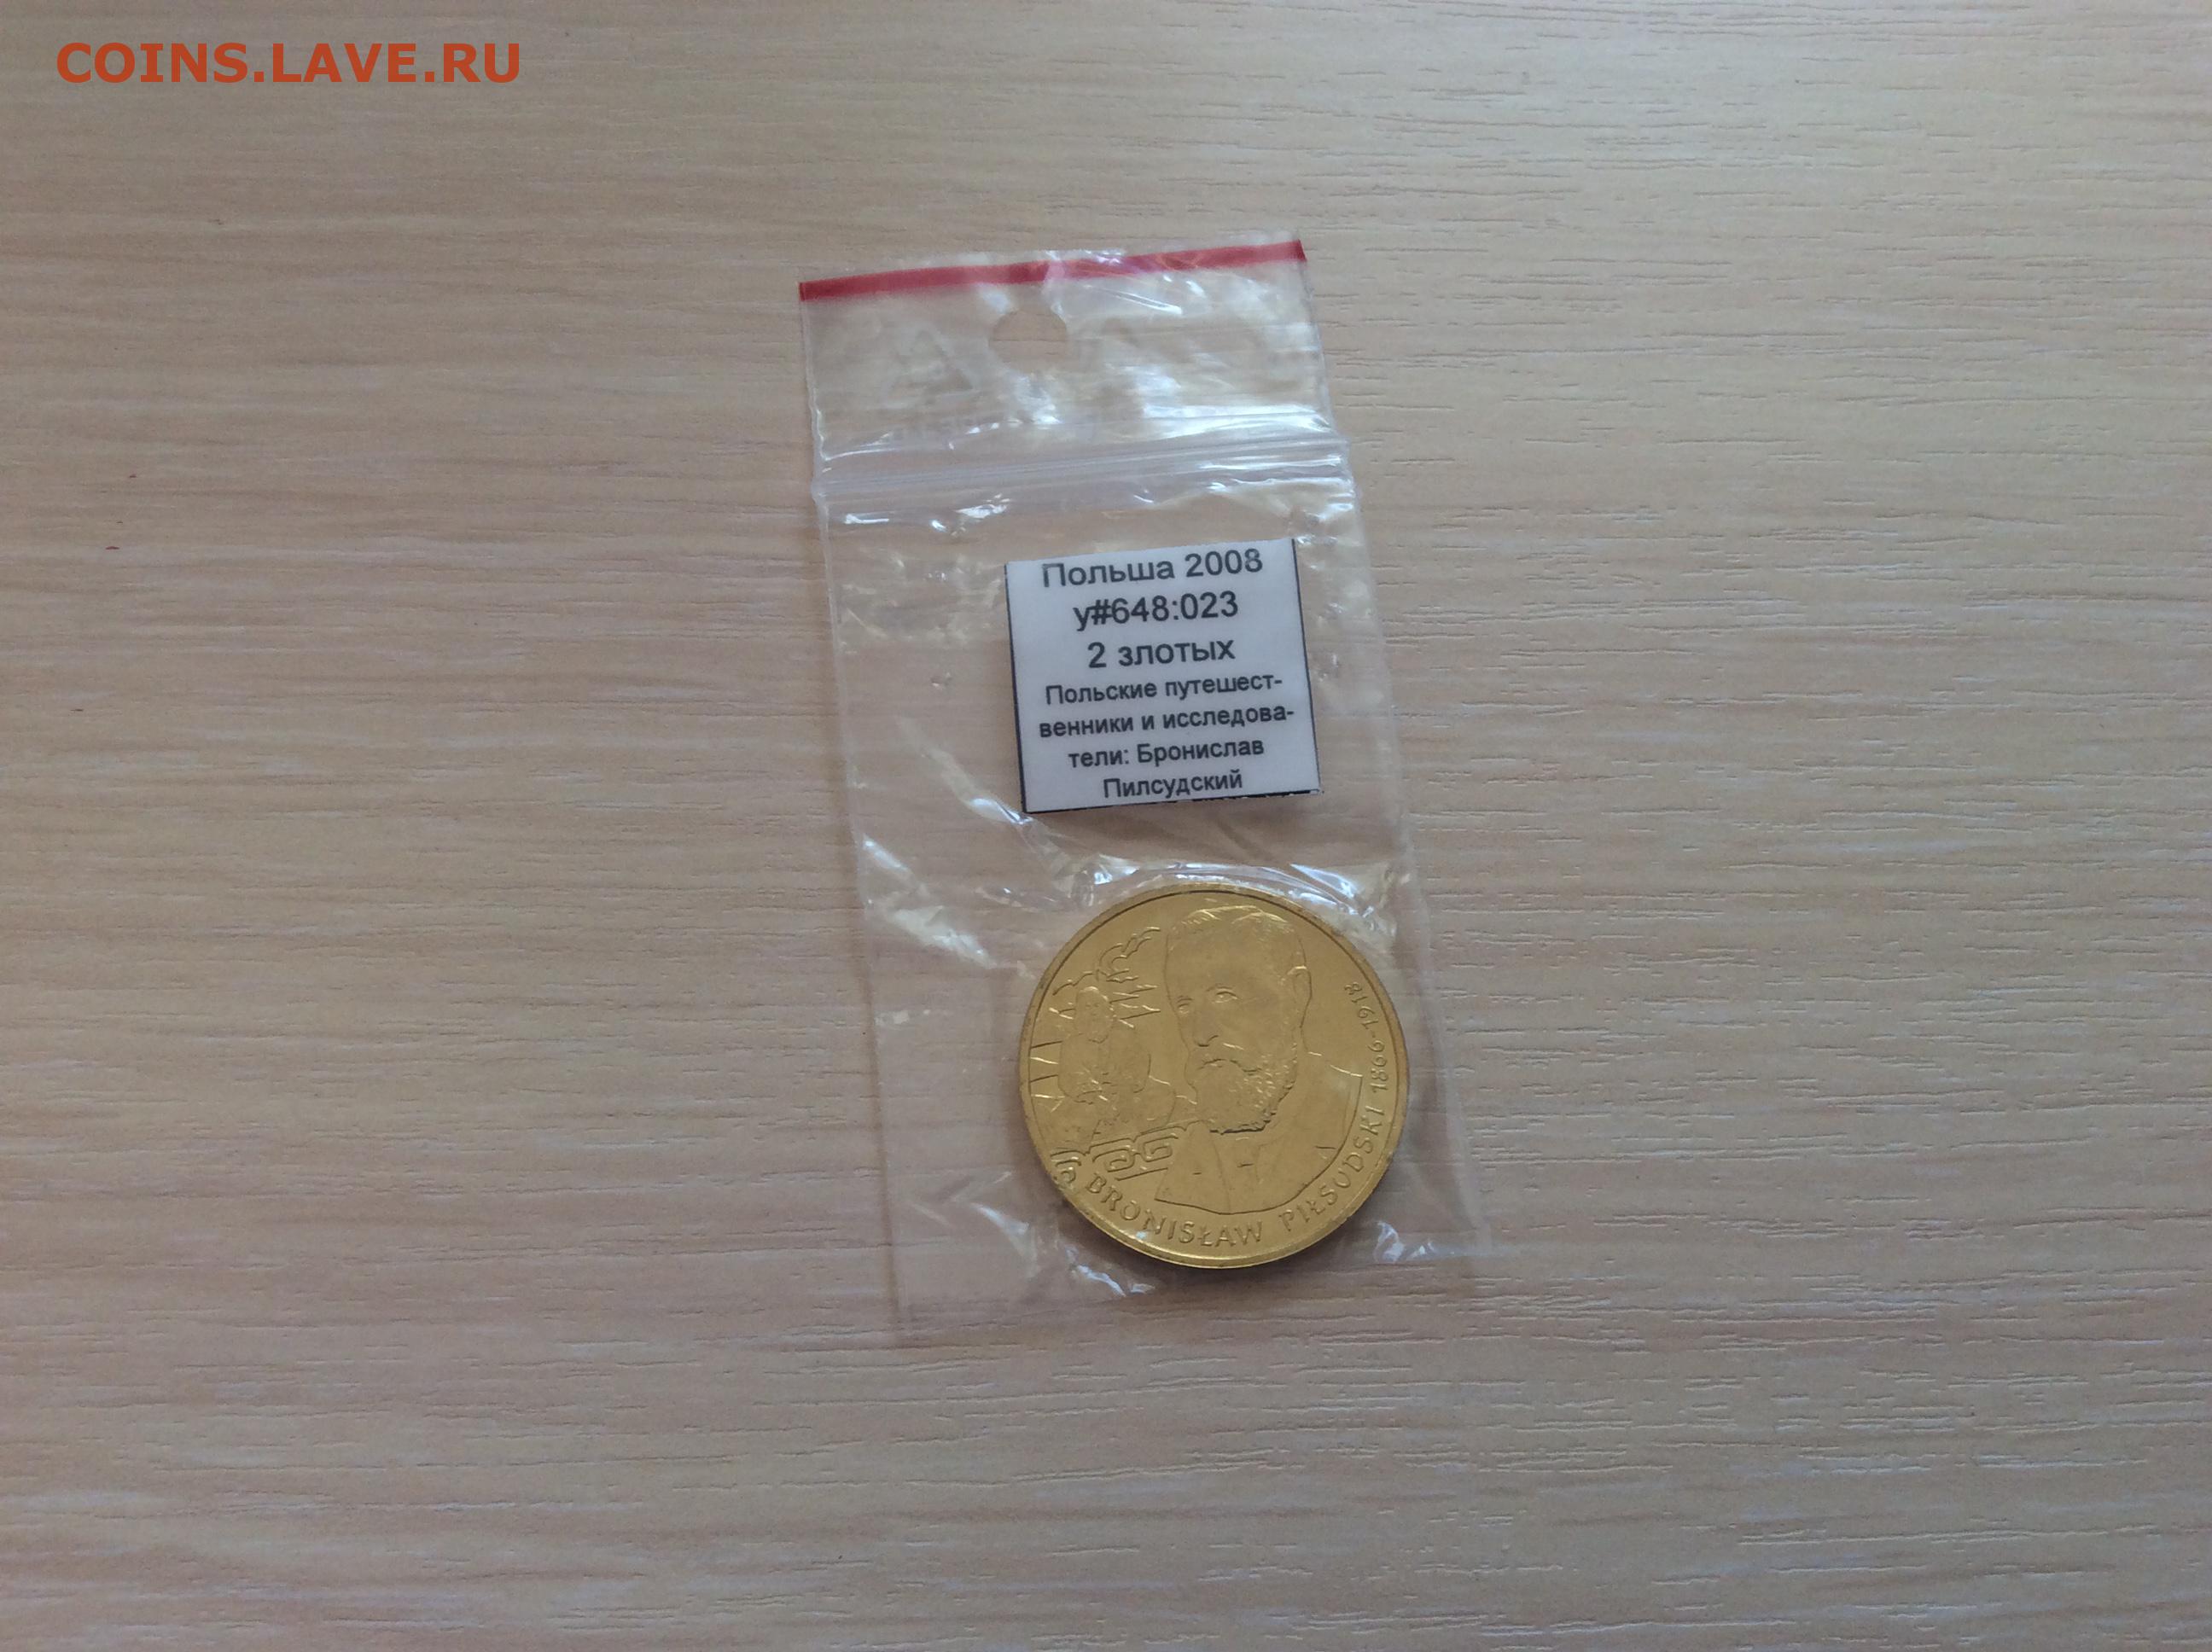 COINS.LAVE.RU
Польша 2008
у#648:023
2 злотых
Польские путешест-
венники и исследова-
тели: Бронислав
Пилсудский
BRONISŁAW PIŁSUDSKI 1866-1918